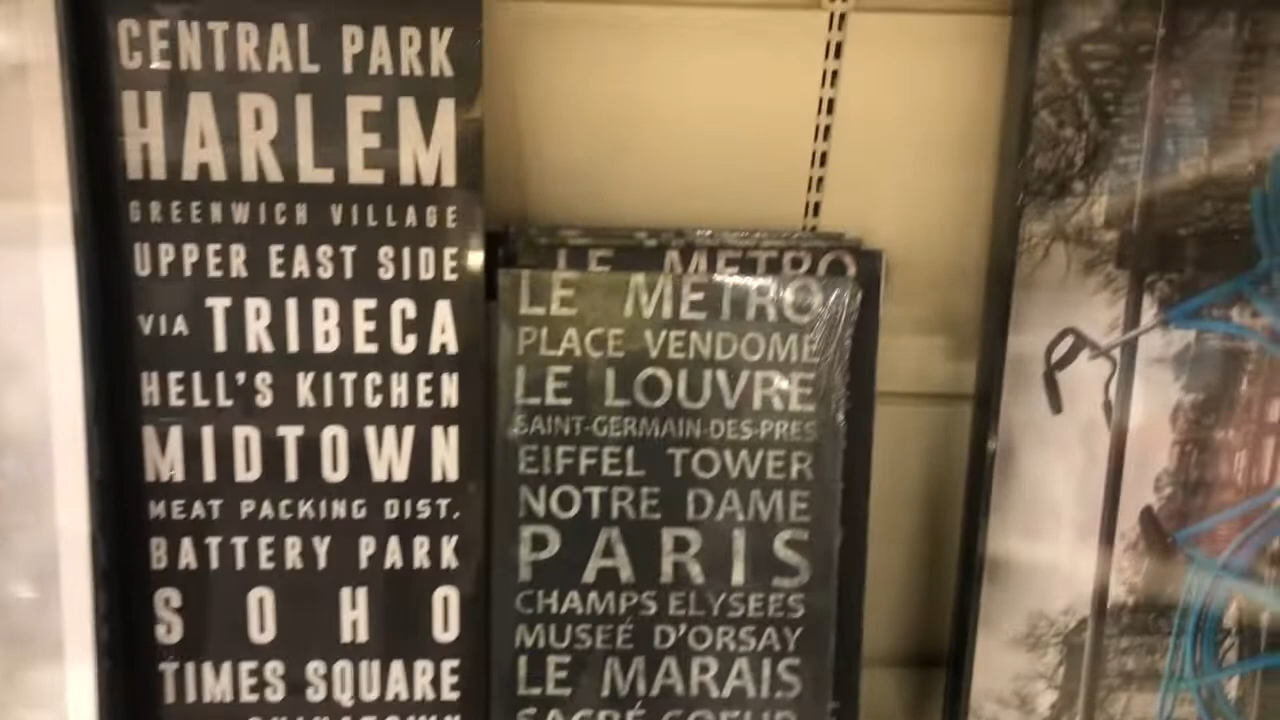 CENTRAL PARK
HARLEM
GREENWICH VILLAGE
UPPER EAST SIDE
VIA TRIBECA
HELL'S KITCHEN
MIDTOWN
MEAT PACKING DIST.
BATTERY PARK
SOHO
TIMES SQUARE
LE METRO
LE METRO
PLACE VENDOME
LE LOUVRE
SAINT-GERMAIN-DES-PRES
EIFFEL TOWER
NOTRE DAME
PARIS
CHAMPS ELYSEES
MUSEÉ D'ORSAY
LE MARAIS
SACRÉ COEUR